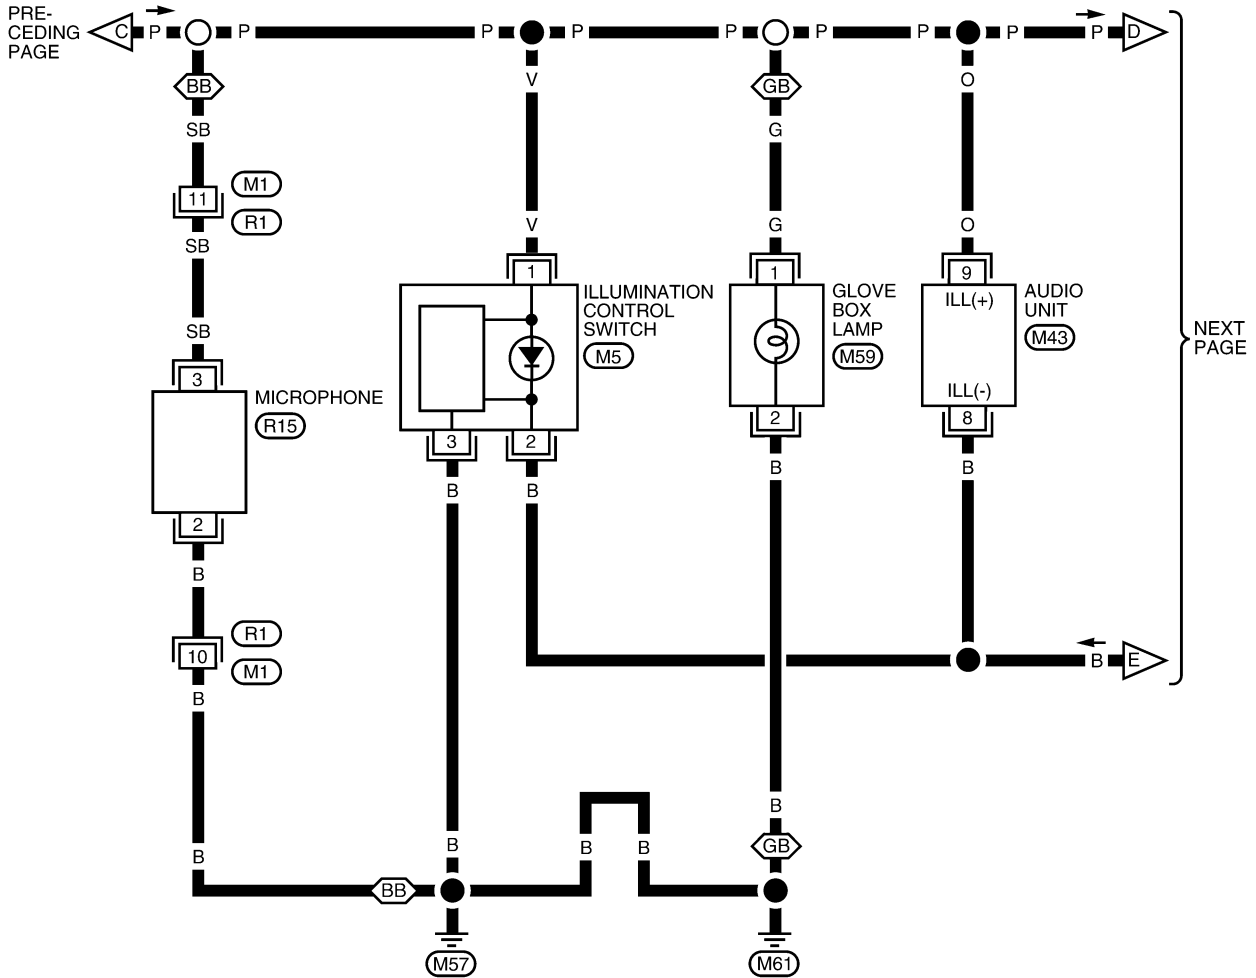 PRE-
CEDING
PAGE
C P P P P P P P P P D
BB V GB O
SB G
M1
11
R1
SB V G O
1 1 9
ILLUMINATION
CONTROL
SWITCH
M5
GLOVE
BOX
LAMP
M59
ILL(+)
AUDIO
UNIT
M43
NEXT
PAGE
SB
3
MICROPHONE
R15
ILL(-)
3 2 2 8
B B B B
2
B
R1
10
M1
B
B E
B
B B B B
GB
B
BB
M57 M61